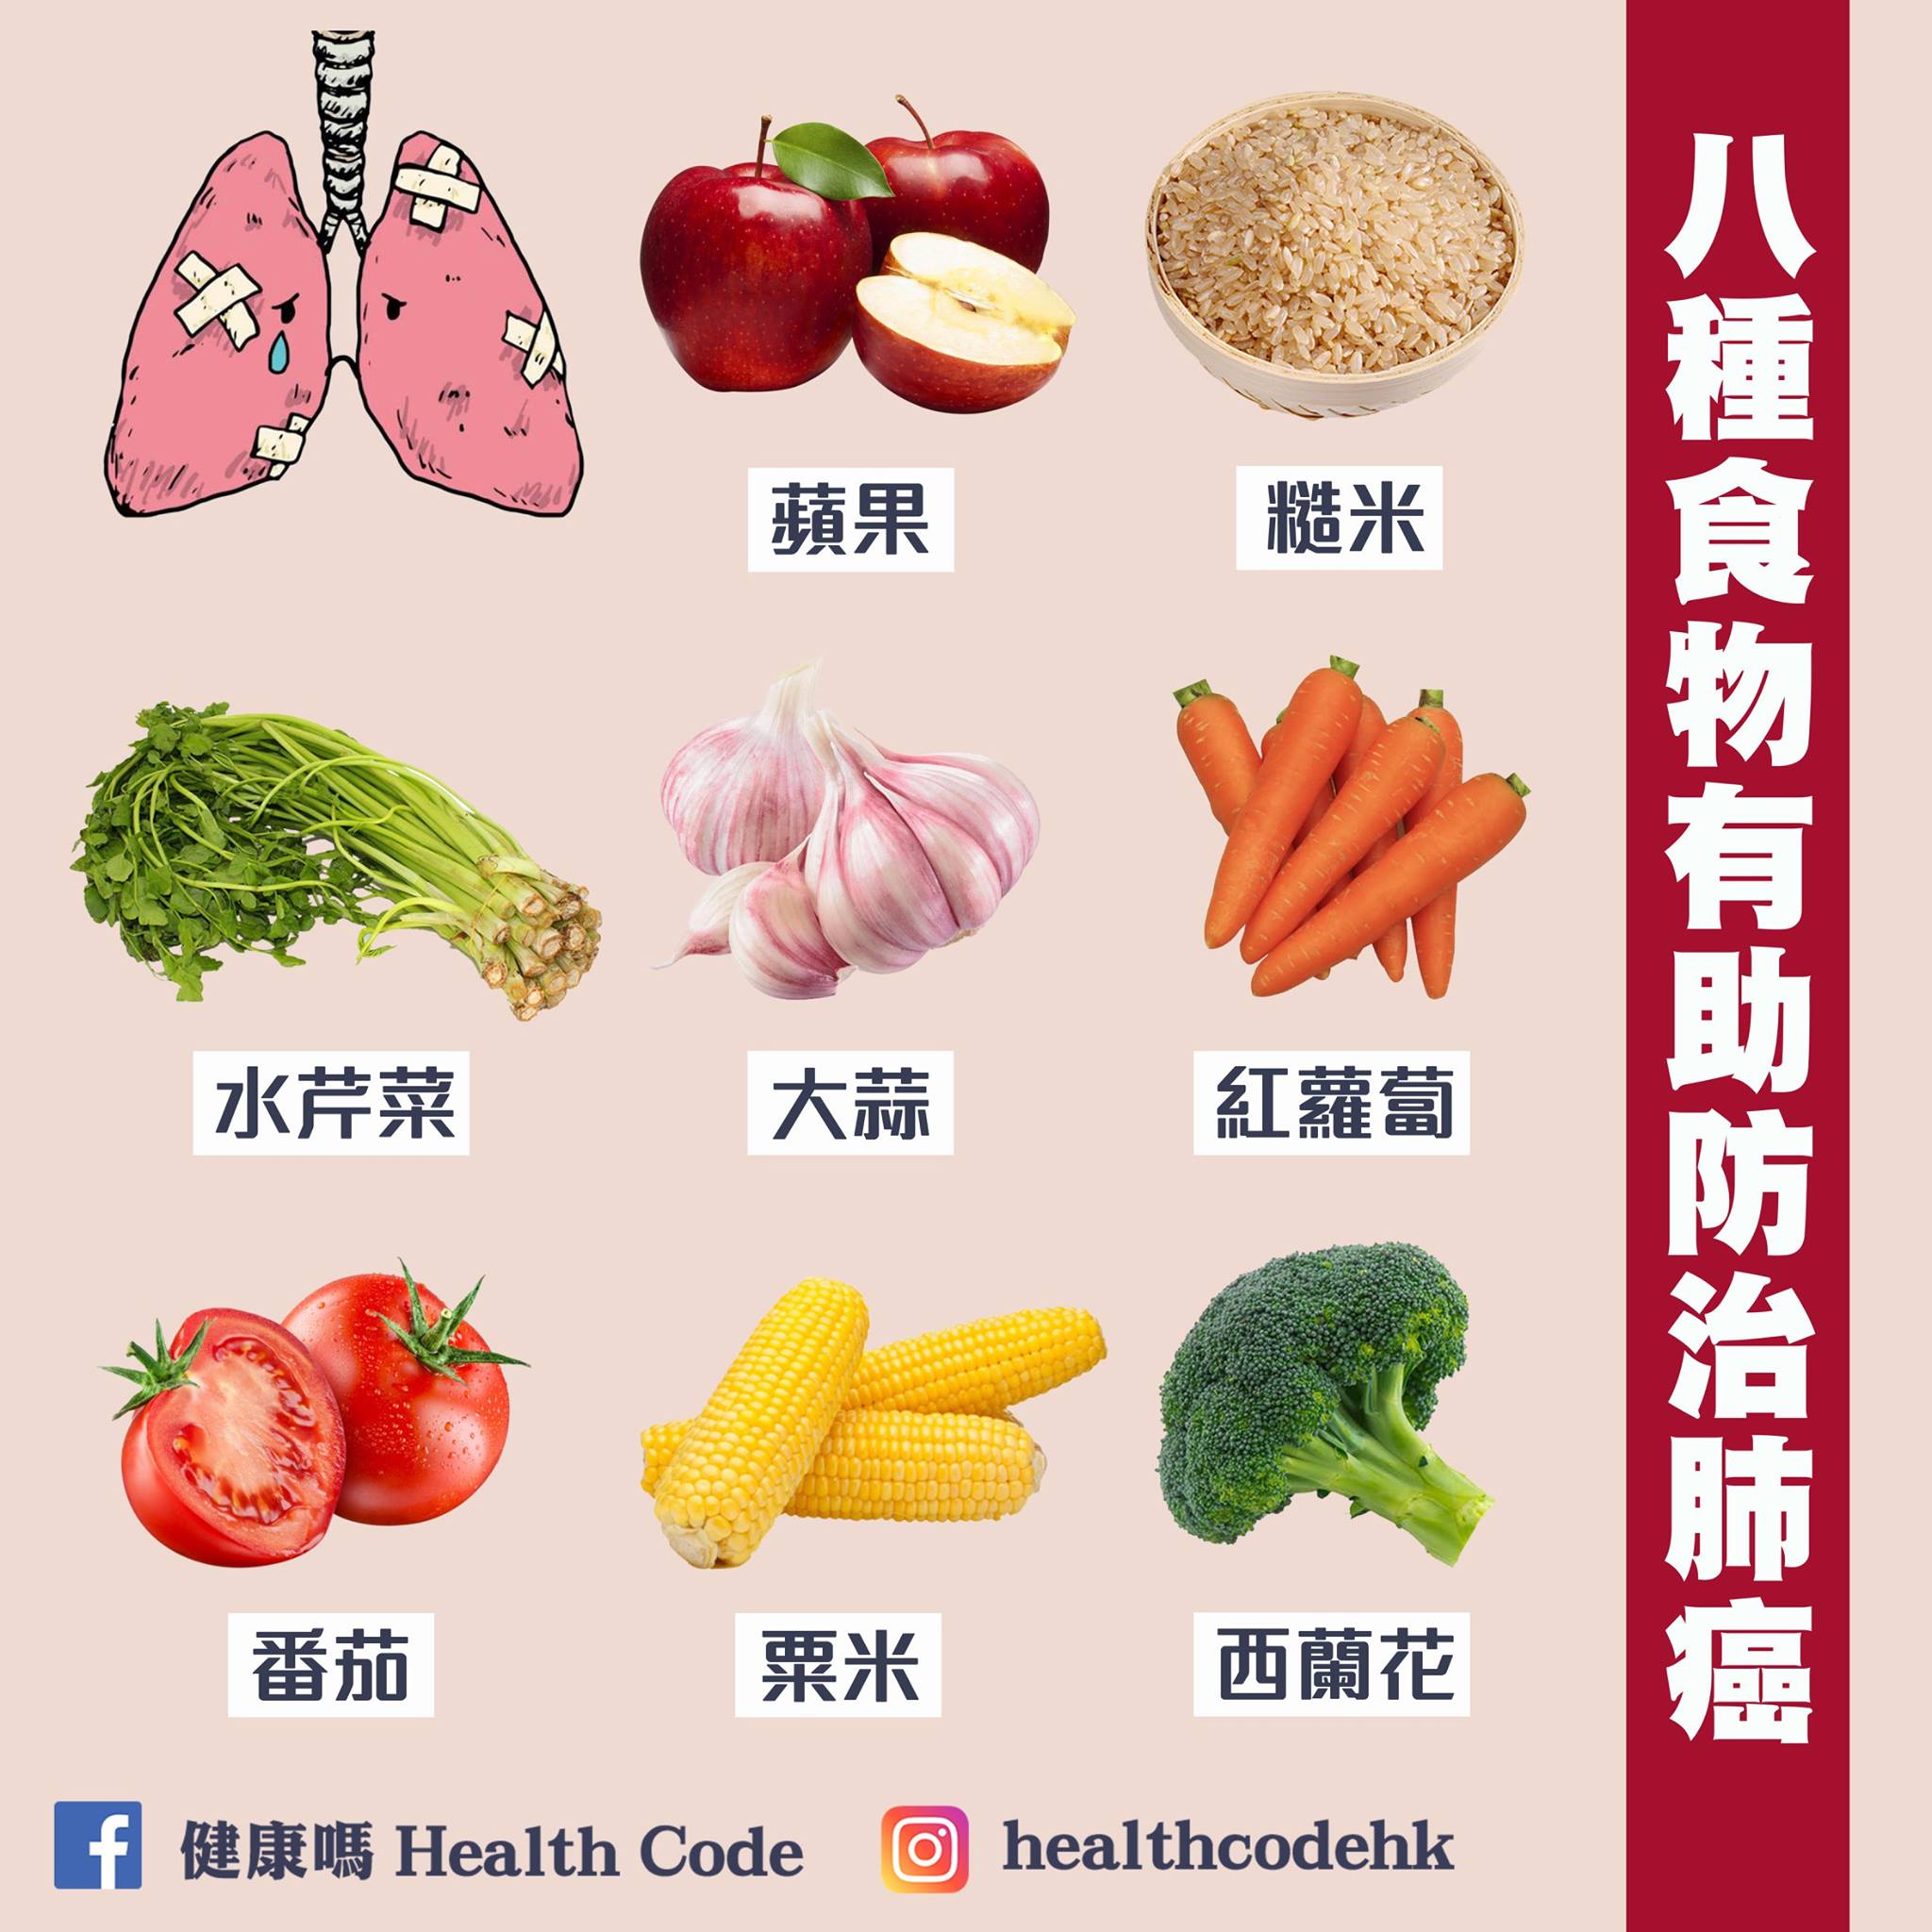 八種食物有助防治肺癌
蘋果
糙米
水芹菜
大蒜
紅蘿蔔
番茄
粟米
西蘭花
健康嗎 Health Code
healthcodehk